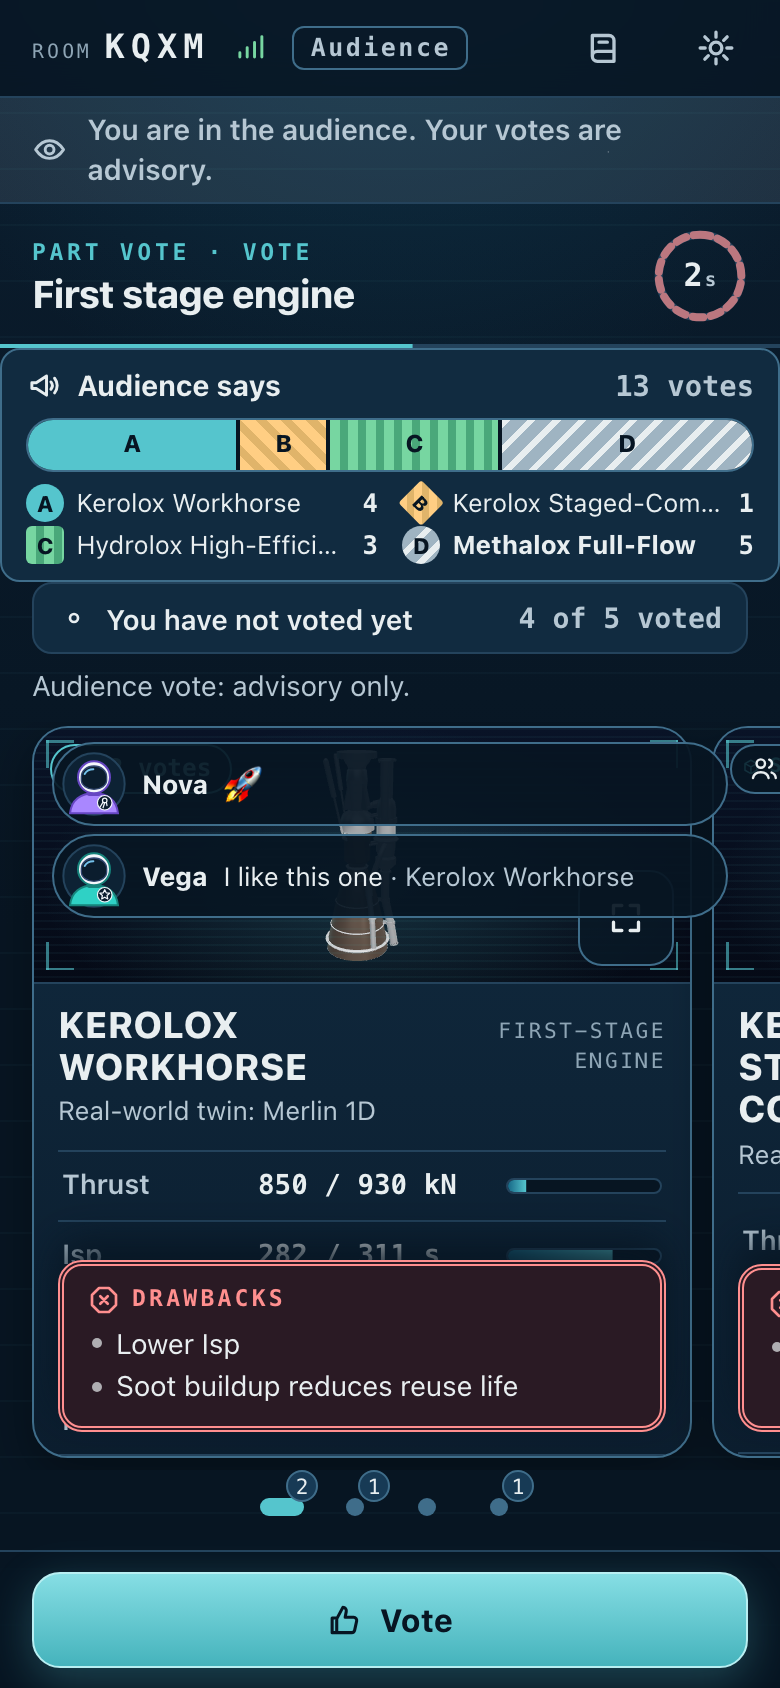 ROOM KQXM Audience
You are in the audience. Your votes are
advisory.
PART VOTE · VOTE
First stage engine
2s
Audience says 13 votes
A B C D
A Kerolox Workhorse 4 B Kerolox Staged-Com... 1
C Hydrolox High-Effici... 3 D Methalox Full-Flow 5
You have not voted yet 4 of 5 voted
Audience vote: advisory only.
votes
Nova 🚀
Vega I like this one · Kerolox Workhorse
KEROLOX
WORKHORSE
FIRST-STAGE
ENGINE
Real-world twin: Merlin 1D
Thrust 850 / 930 kN
Isp 282 / 311 s
DRAWBACKS
Lower Isp
Soot buildup reduces reuse life
KE
ST
CO
Rea
Thr
2 1 1
Vote